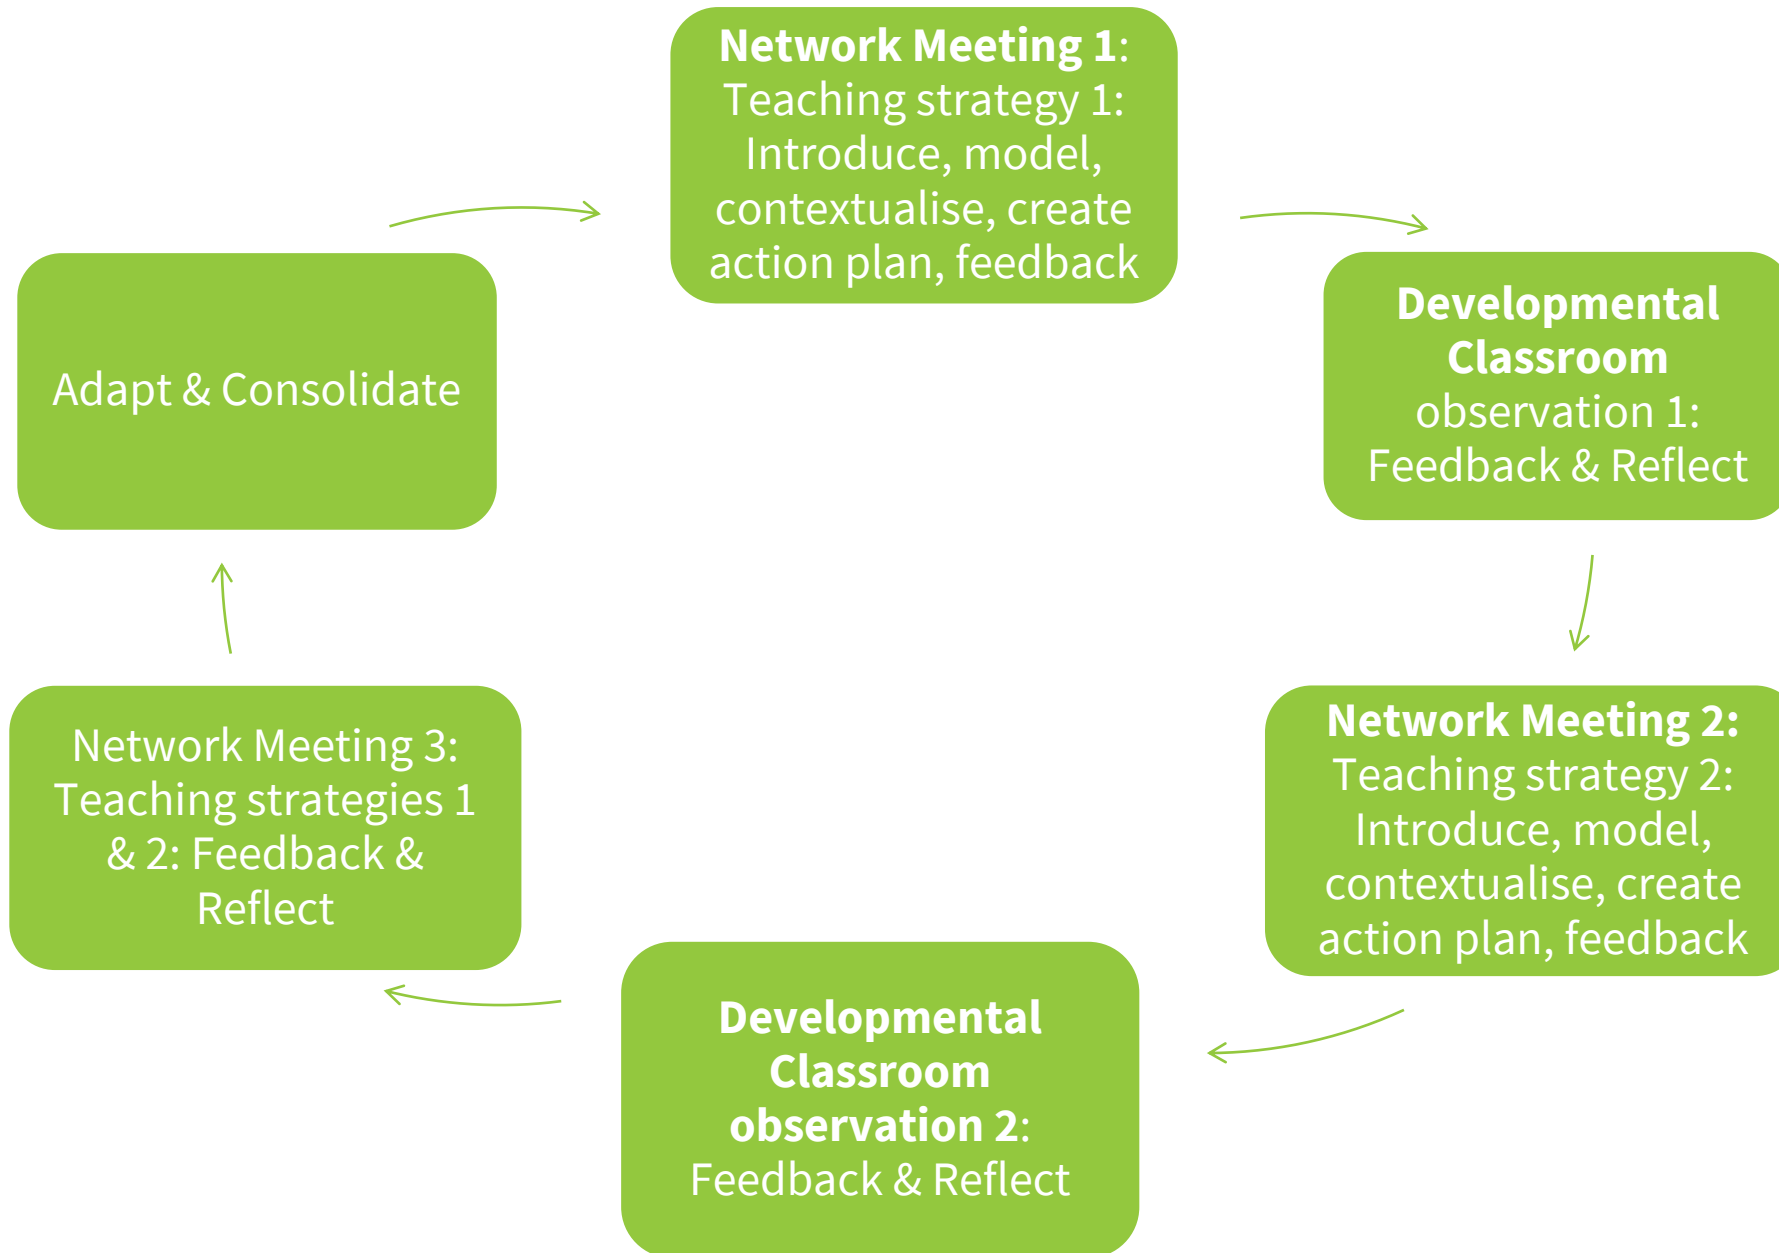 Network Meeting 1:
Teaching strategy 1:
Introduce, model,
contextualise, create
action plan, feedback
Developmental
Classroom
observation 1:
Feedback & Reflect
Network Meeting 2:
Teaching strategy 2:
Introduce, model,
contextualise, create
action plan, feedback
Developmental
Classroom
observation 2:
Feedback & Reflect
Network Meeting 3:
Teaching strategies 1
& 2: Feedback &
Reflect
Adapt & Consolidate